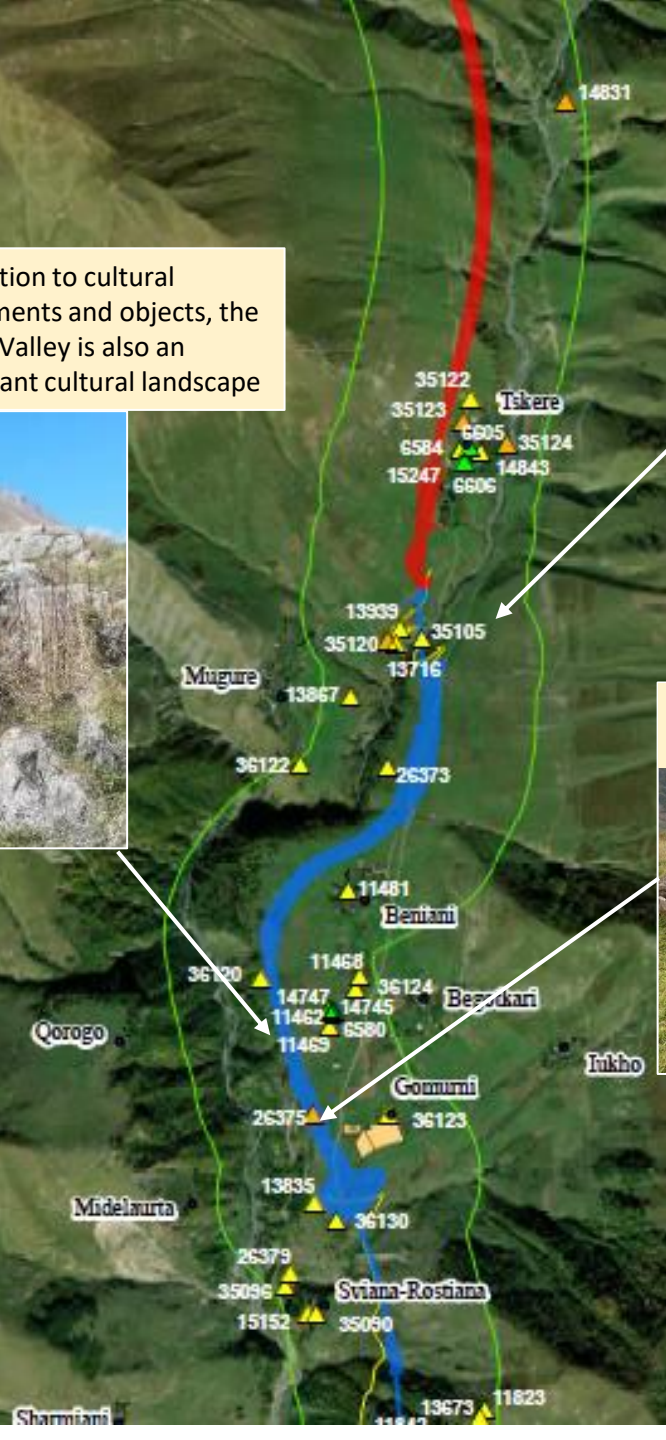 14831
tion to cultural
ments and objects, the
Valley is also an
ant cultural landscape
35122
Tskere
35123
6605
35124
6584
14843
15247
6606
13939
35105
35120
13716
Mugure
13867
36122
26373
11481
Beniani
11468
36120
36124
14747
14745
Begotkari
11462
6580
Qorogo
11469
Iukho
Gomurni
26375
36123
13835
Midelaurta
36130
26379
35096
Sviana-Rostiana
15152
35090
11823
13673
Sharmiani